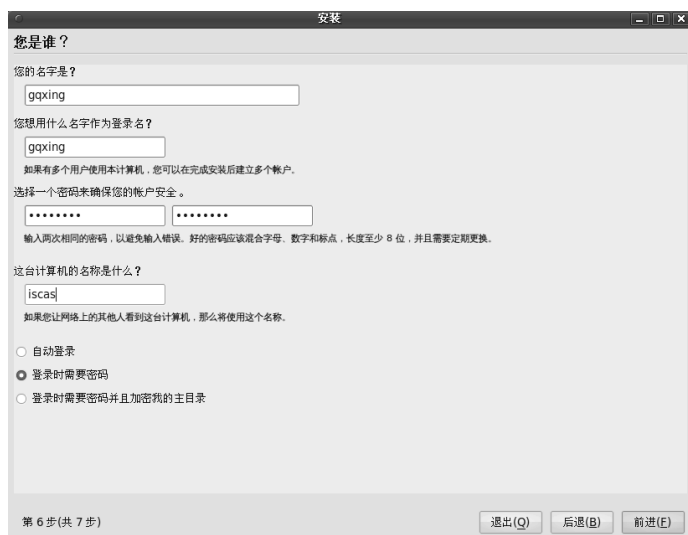 安装
您是谁？
您的名字是?
gqxing
您想用什么名字作为登录名?
gqxing
如果有多个用户使用本计算机，您可以在完成安装后建立多个帐户。
选择一个密码来确保您的帐户安全。
•••••••• ••••••••
输入两次相同的密码，以避免输入错误。好的密码应该混合字母、数字和标点，长度至少 8 位，并且需要定期更换。
这台计算机的名称是什么?
iscas
如果您让网络上的其他人看到这台计算机，那么将使用这个名称。
自动登录
登录时需要密码
登录时需要密码并且加密我的主目录
第 6 步(共 7 步) 退出(Q) 后退(B) 前进(F)